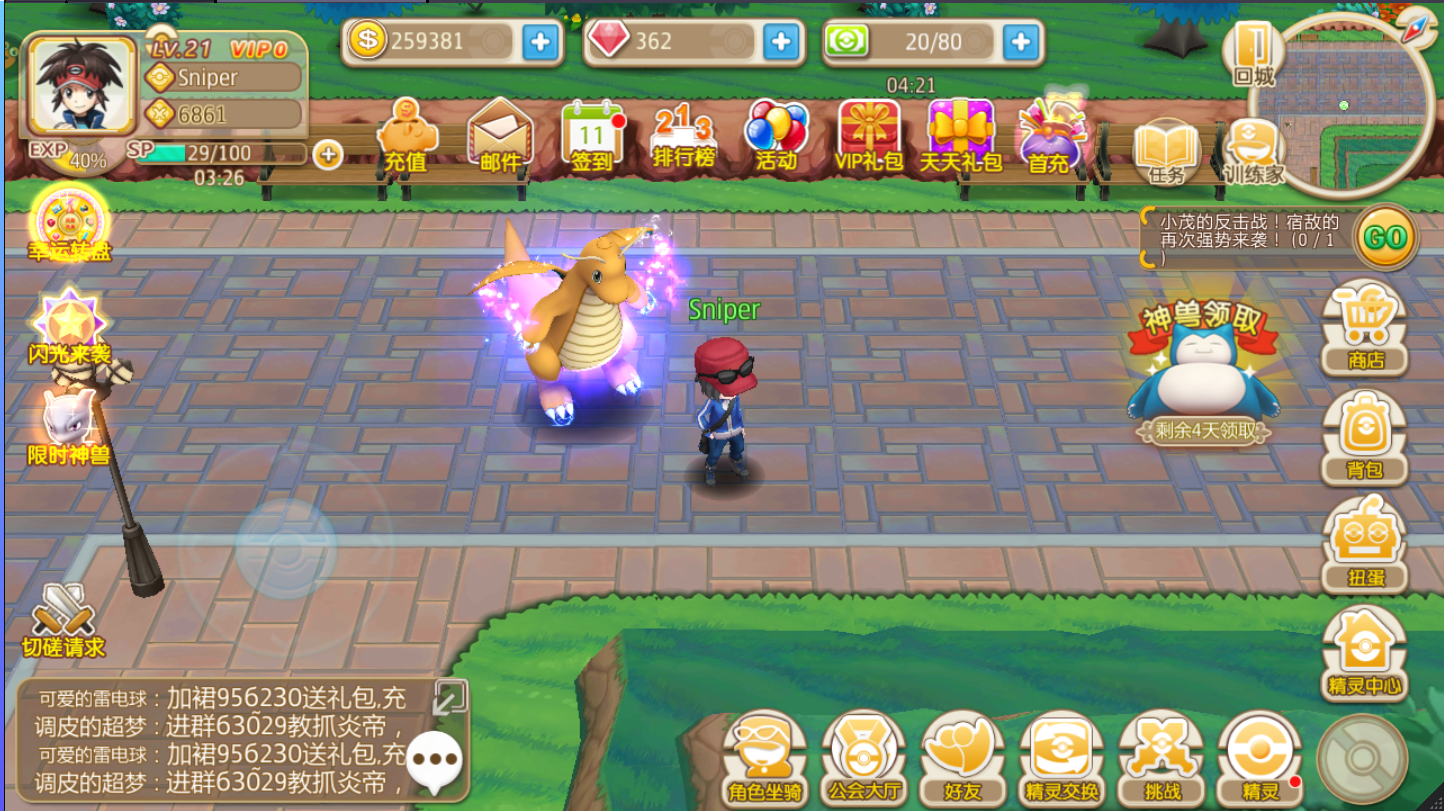 LV.21 VIP0
Sniper
6861
EXP 40%
SP 29/100
03:26
259381
362
20/80
04:21
充值
邮件
11
签到
213
排行榜
活动
VIP礼包
天天礼包
首充
回城
任务
训练家
小茂的反击战！宿敌的
再次强势来袭！ (0 / 1
)
GO
幸运转盘
闪光来袭
限时神兽
切磋请求
Sniper
神兽领取
剩余4天领取
商店
背包
扭蛋
精灵中心
可爱的雷电球：加裙956230送礼包,充
调皮的超梦：进群630̃29教抓炎帝，
可爱的雷电球：加裙956230送礼包,充
调皮的超梦：进群630̃29教抓炎帝，
角色坐骑
公会大厅
好友
精灵交换
挑战
精灵